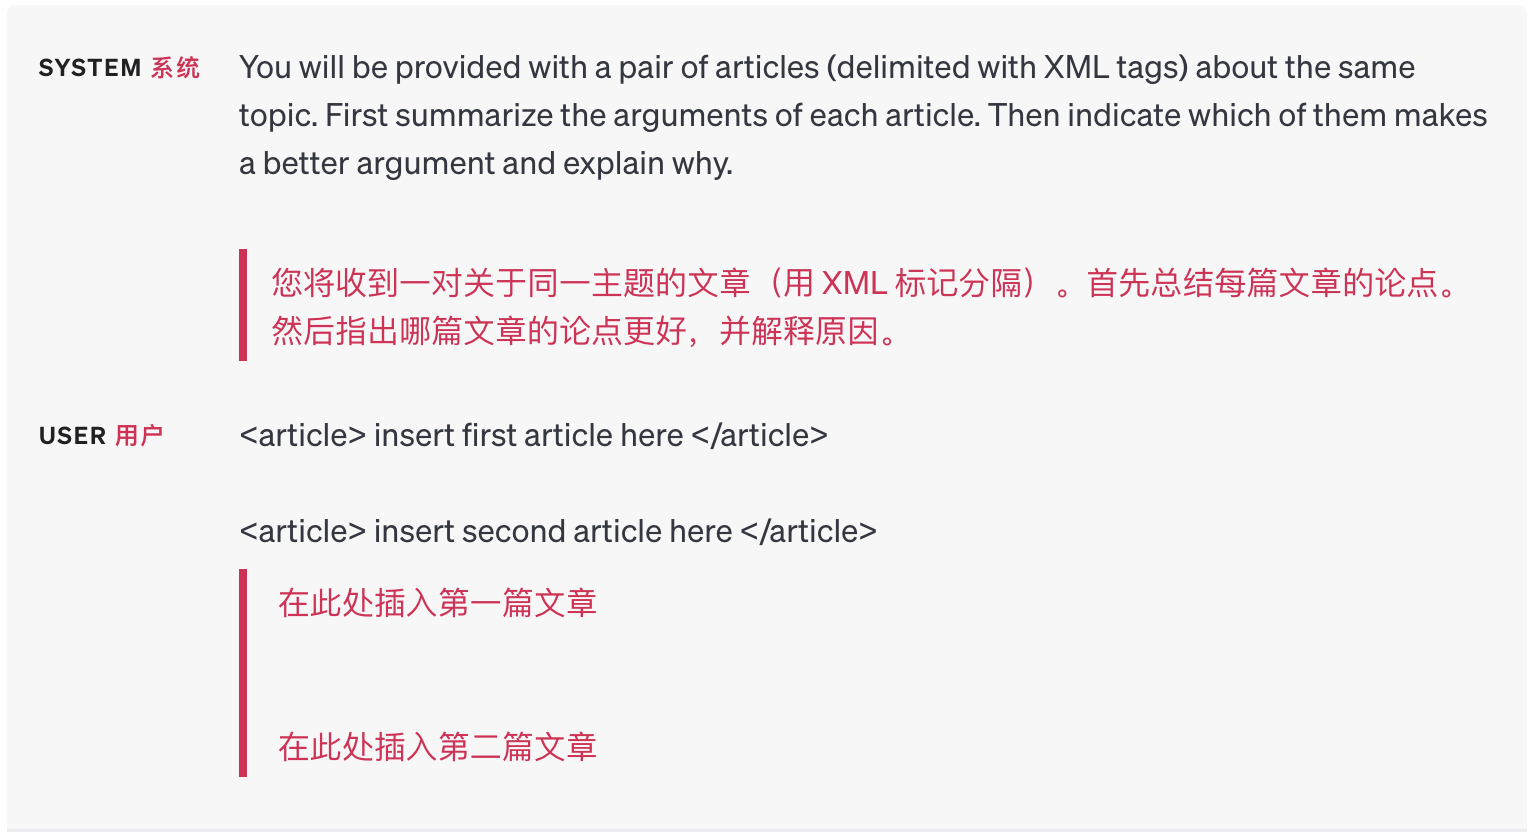 SYSTEM 系统
You will be provided with a pair of articles (delimited with XML tags) about the same
topic. First summarize the arguments of each article. Then indicate which of them makes
a better argument and explain why.
您将收到一对关于同一主题的文章（用 XML 标记分隔）。首先总结每篇文章的论点。
然后指出哪篇文章的论点更好，并解释原因。
USER 用户
<article> insert first article here </article>
<article> insert second article here </article>
在此处插入第一篇文章
在此处插入第二篇文章